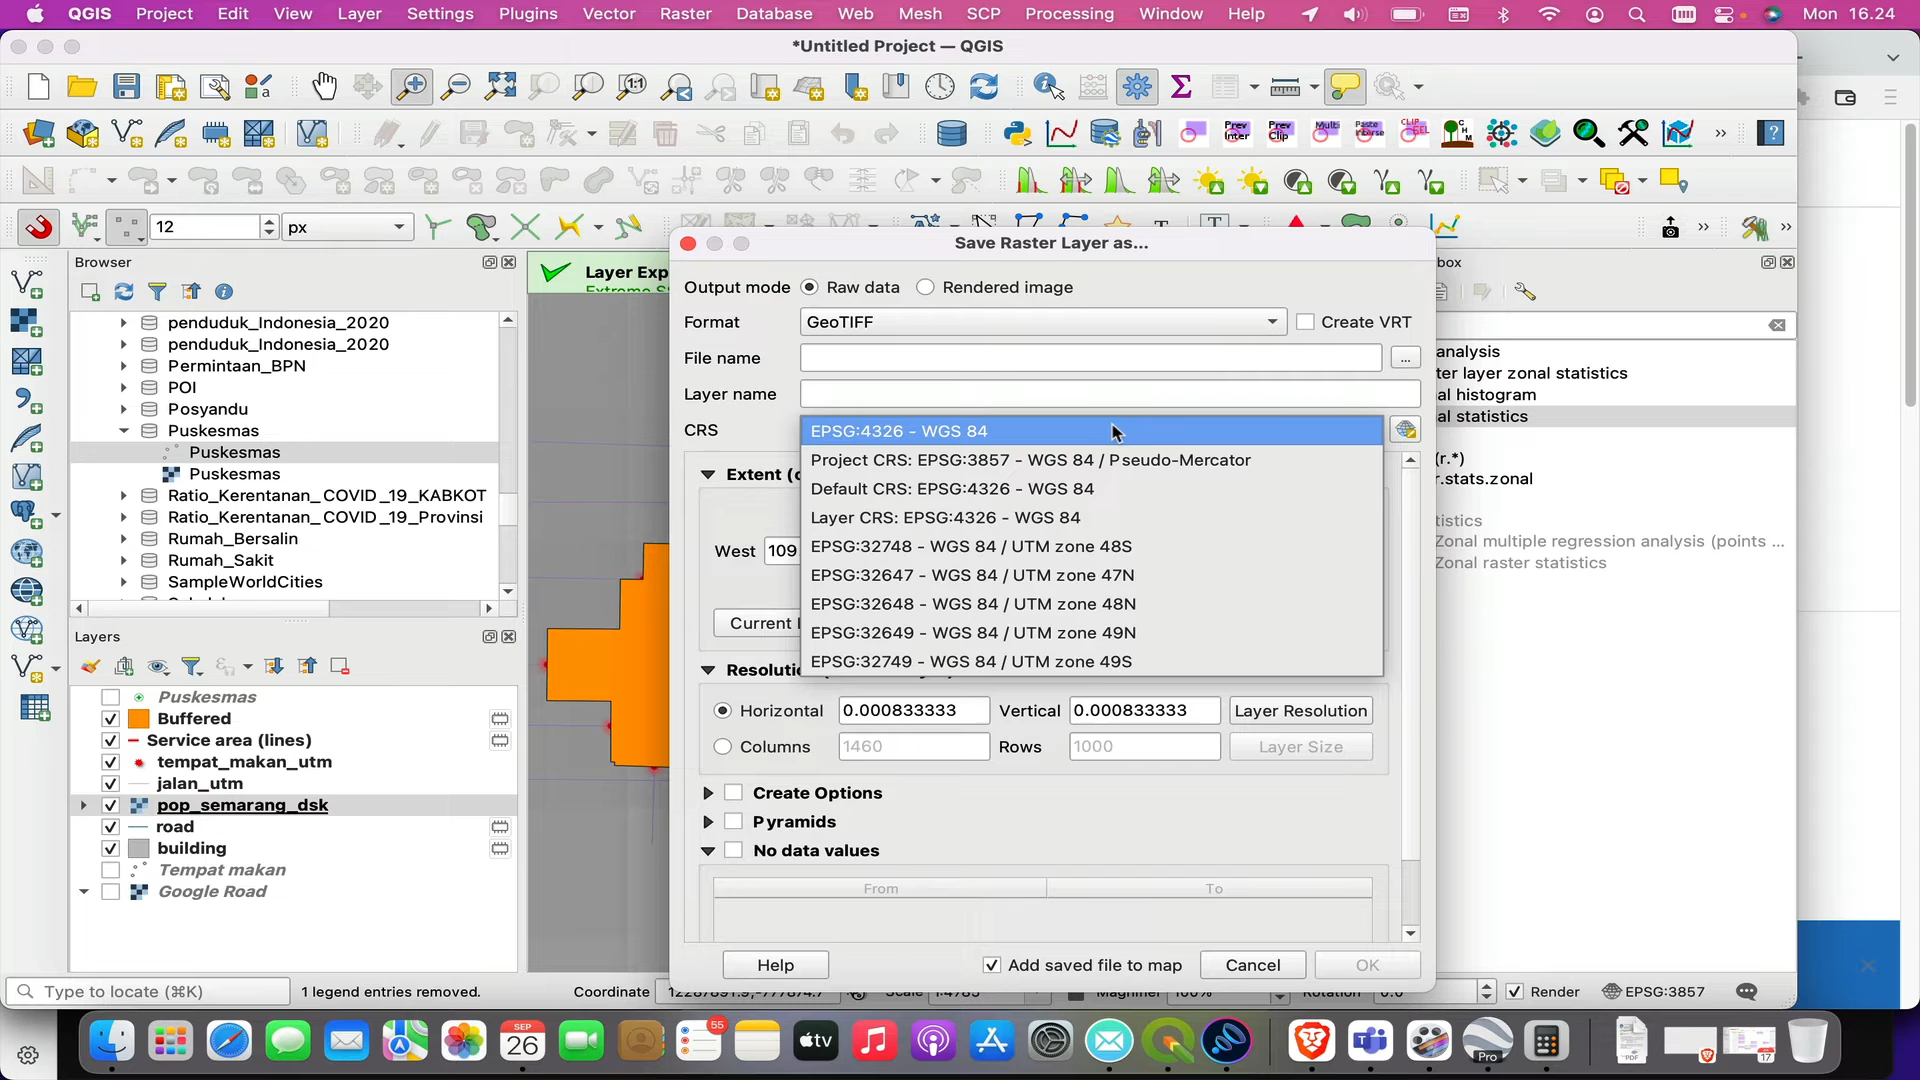 QGIS Project Edit View Layer Settings Plugins Vector Raster Database Web Mesh SCP Processing Window Help Mon 16.24
*Untitled Project — QGIS
12 px
Browser
penduduk_Indonesia_2020
penduduk_Indonesia_2020
Permintaan_BPN
POI
Posyandu
Puskesmas
Puskesmas
Puskesmas
Ratio_Kerentanan_COVID_19_KABKOT
Ratio_Kerentanan_COVID_19_Provinsi
Rumah_Bersalin
Rumah_Sakit
SampleWorldCities
Layers
Puskesmas
Buffered
Service area (lines)
tempat_makan_utm
jalan_utm
pop_semarang_dsk
road
building
Tempat makan
Google Road
Layer Exp
Save Raster Layer as...
Output mode Raw data Rendered image
Format GeoTIFF Create VRT
File name ...
Layer name
CRS EPSG:4326 - WGS 84
Project CRS: EPSG:3857 - WGS 84 / Pseudo-Mercator
Default CRS: EPSG:4326 - WGS 84
Layer CRS: EPSG:4326 - WGS 84
EPSG:32748 - WGS 84 / UTM zone 48S
EPSG:32647 - WGS 84 / UTM zone 47N
EPSG:32648 - WGS 84 / UTM zone 48N
EPSG:32649 - WGS 84 / UTM zone 49N
EPSG:32749 - WGS 84 / UTM zone 49S
Extent (c
West 109
Current
Resoluti
Horizontal 0.000833333 Vertical 0.000833333 Layer Resolution
Columns 1460 Rows 1000 Layer Size
Create Options
Pyramids
No data values
From To
Help Add saved file to map Cancel OK
box
analysis
ter layer zonal statistics
al histogram
al statistics
(r.*)
r.stats.zonal
tistics
Zonal multiple regression analysis (points ...
Zonal raster statistics
Type to locate (⌘K) 1 legend entries removed. Coordinate Render EPSG:3857
SEP
26
55
tv
Pro
17